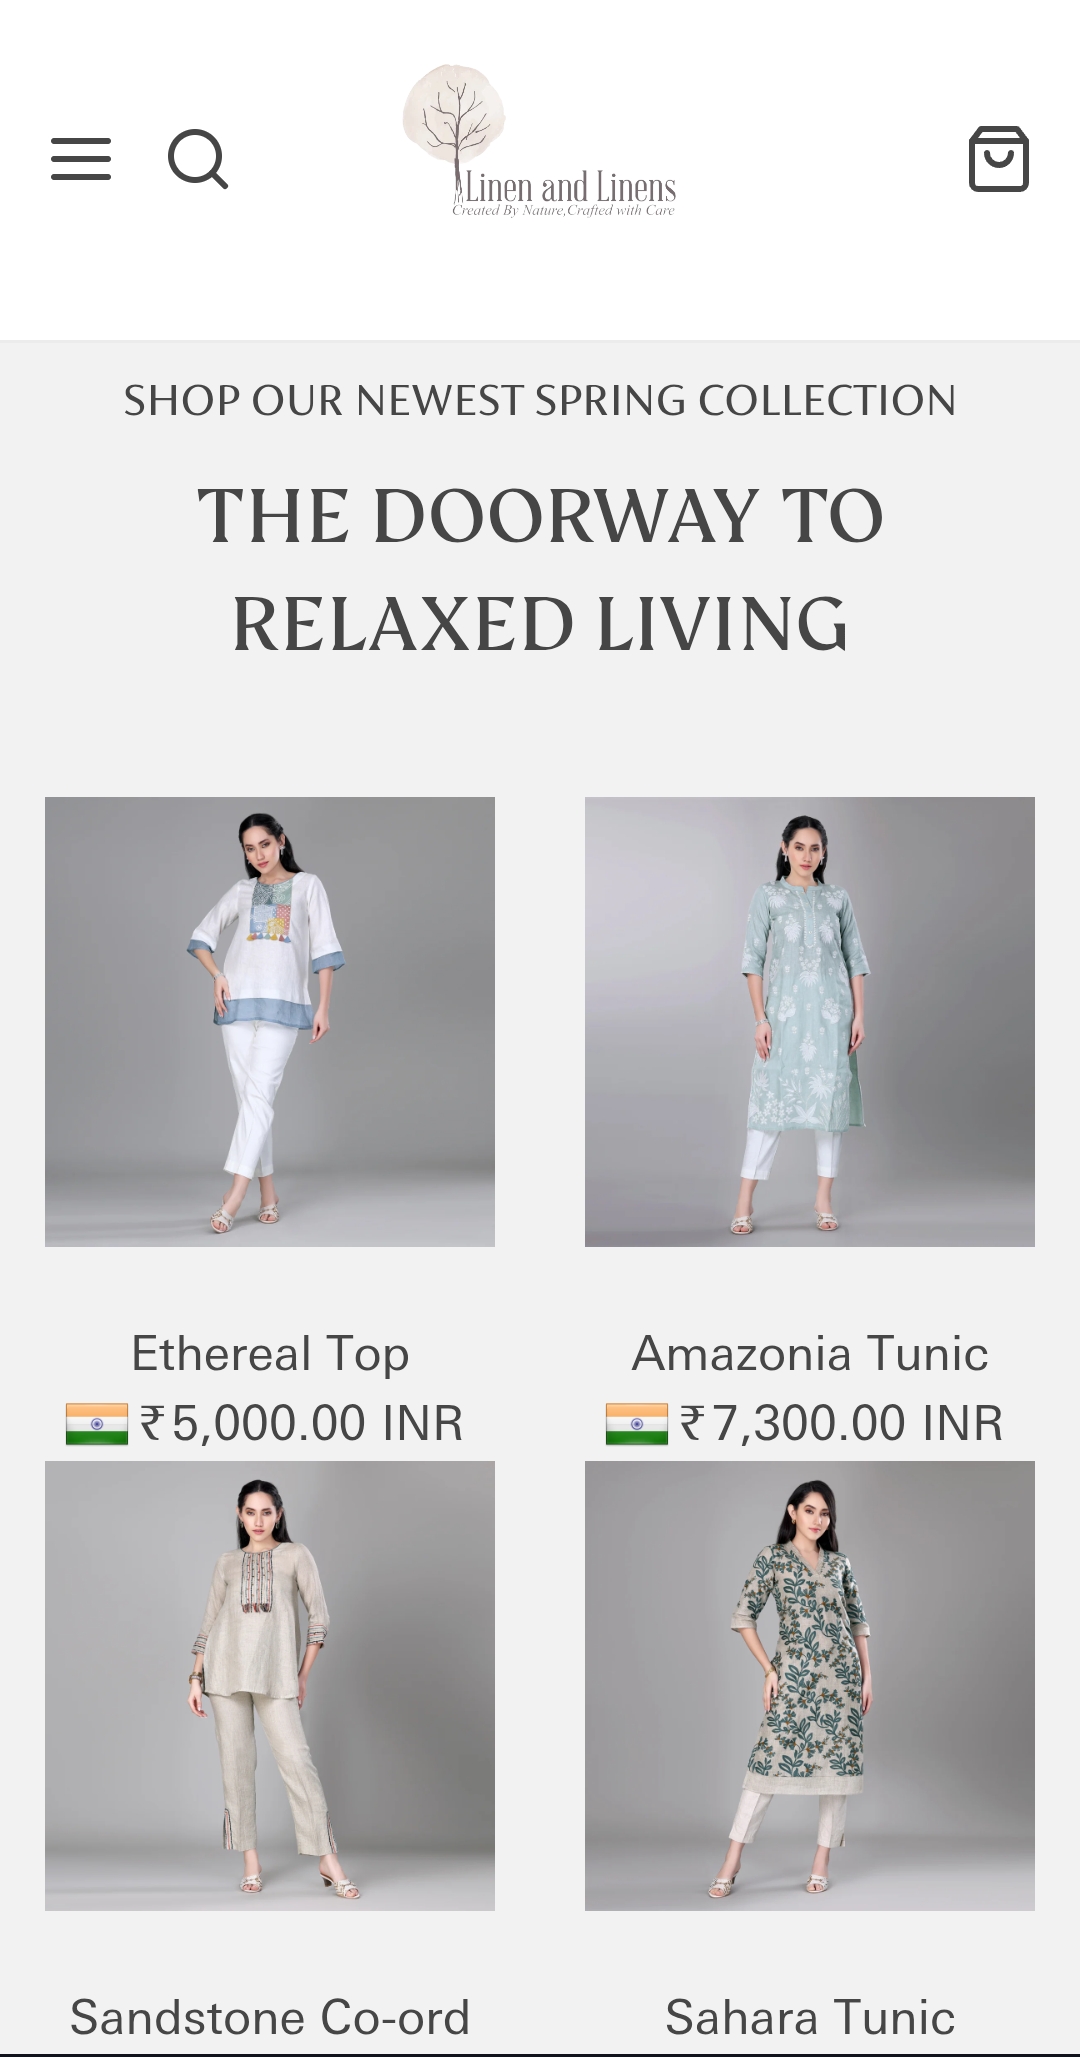 Linen and Linens
Created By Nature,Crafted with Care
SHOP OUR NEWEST SPRING COLLECTION
THE DOORWAY TO
RELAXED LIVING
Ethereal Top
Amazonia Tunic
₹5,000.00 INR
₹7,300.00 INR
Sandstone Co-ord
Sahara Tunic